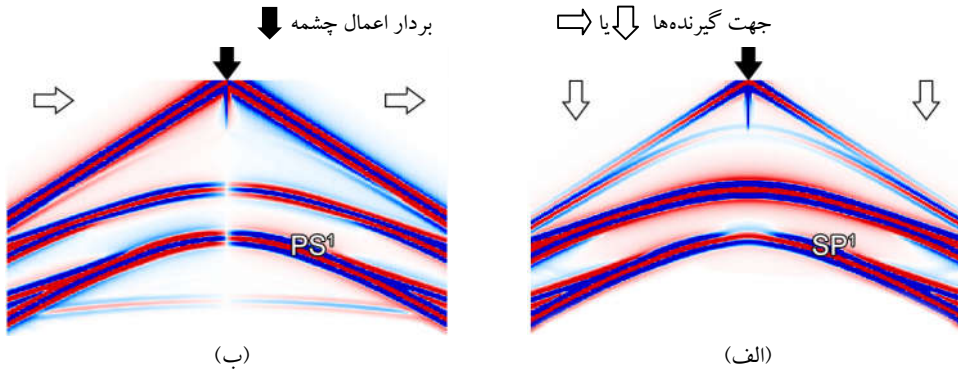 جهت گیرنده‌ها یا
بردار اعمال چشمه
SP¹
PS¹
(الف)
(ب)